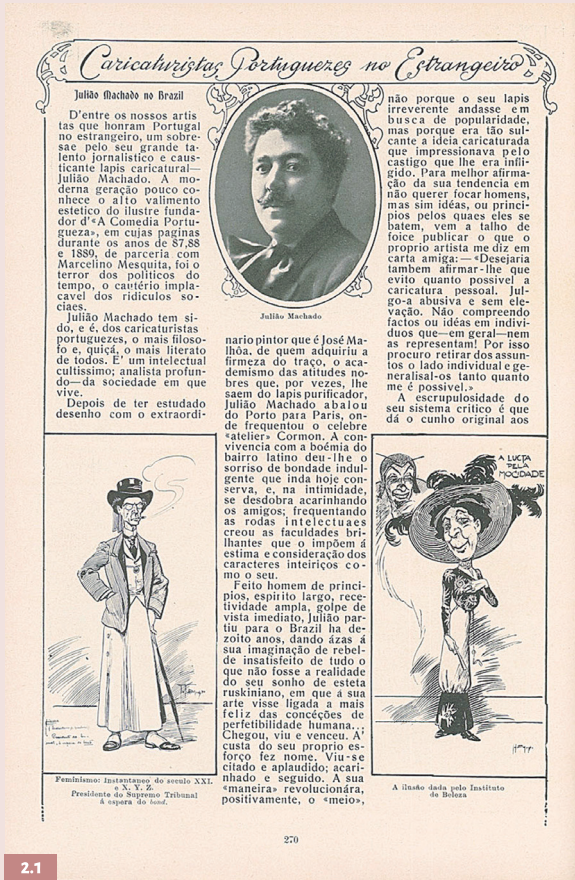 Caricaturistas Portuguezes no Estrangeiro
Julião Machado no Brazil
D'entre os nossos artis
tas que honram Portugal
no estrangeiro, um sobre-
sae pelo seu grande ta-
lento jornalistico e caus-
ticante lapis caricatural—
Julião Machado. A mo-
derna geração pouco co-
nhece o alto valimento
estetico do ilustre funda-
dor d'«A Comedia Portu-
gueza», em cujas paginas
durante os anos de 87,88
e 1889, de parceria com
Marcelino Mesquita, foi o
terror dos politicos do
tempo, o cautério impla-
cavel dos ridiculos so-
ciaes.
Julião Machado tem si-
do, e é, dos caricaturistas
portuguezes, o mais filoso-
fo e, quiçá, o mais literato
de todos. E' um intelectual
cultissimo; analista profun-
do—da sociedade em que
vive.
Depois de ter estudado
desenho com o extraordi-
Julião Machado
nario pintor que é José Ma-
lhôa, de quem adquiriu a
firmeza do traço, o aca-
demismo das atitudes no-
bres que, por vezes, lhe
saem do lapis purificador,
Julião Machado abalou
do Porto para Paris, on-
de frequentou o celebre
«atelier» Cormon. A con-
vivencia com a boémia do
bairro latino deu-lhe o
sorriso de bondade indul-
gente que inda hoje con-
serva, e, na intimidade,
se desdobra acarinhando
os amigos; frequentando
as rodas intelectuaes
creou as faculdades bri-
lhantes que o impõem á
estima e consideração dos
caracteres inteiriços co-
mo o seu.
Feito homem de princi-
pios, espirito largo, rece-
tividade ampla, golpe de
vista imediato, Julião par-
tiu para o Brazil ha de-
zoito anos, dando ázas á
sua imaginação de rebel-
de insatisfeito de tudo o
que não fosse a realidade
do seu sonho de esteta
ruskiniano, em que á sua
arte visse ligada a mais
feliz das concéções de
perfetibilidade humana...
Chegou, viu e venceu. A'
custa do seu proprio es-
forço fez nome. Viu-se
citado e aplaudido; acari-
nhado e seguido. A sua
«maneira» revolucionára,
positivamente, o «meio»,
não porque o seu lapis
irreverente andasse em
busca de popularidade,
mas porque era tão sul-
cante a ideia caricaturada
que impressionava pelo
castigo que lhe era infli-
gido. Para melhor afirma-
ção da sua tendencia em
não querer focar homens,
mas sim idéas, ou princi-
pios pelos quaes eles se
batem, vem a talho de
foice publicar o que o
proprio artista me diz em
carta amiga:—«Desejaria
tambem afirmar-lhe que
evito quanto possivel a
caricatura pessoal. Jul-
go-a abusiva e sem ele-
vação. Não compreendo
factos ou idéas em indivi-
duos que—em geral—nem
as representam! Por isso
procuro retirar dos assun-
tos o lado individual e ge-
neralisal-os tanto quanto
me é possivel.»
A escrupulosidade do
seu sistema critico é que
dá o cunho original aos
Feminismo: Instantaneo do seculo XXI.
e X. Y. Z.
Presidente do Supremo Tribunal
á espera do bond.
A LUCTA
PELA
MOCIDADE
A ilusão dada pelo Instituto
de Beleza
270
2.1